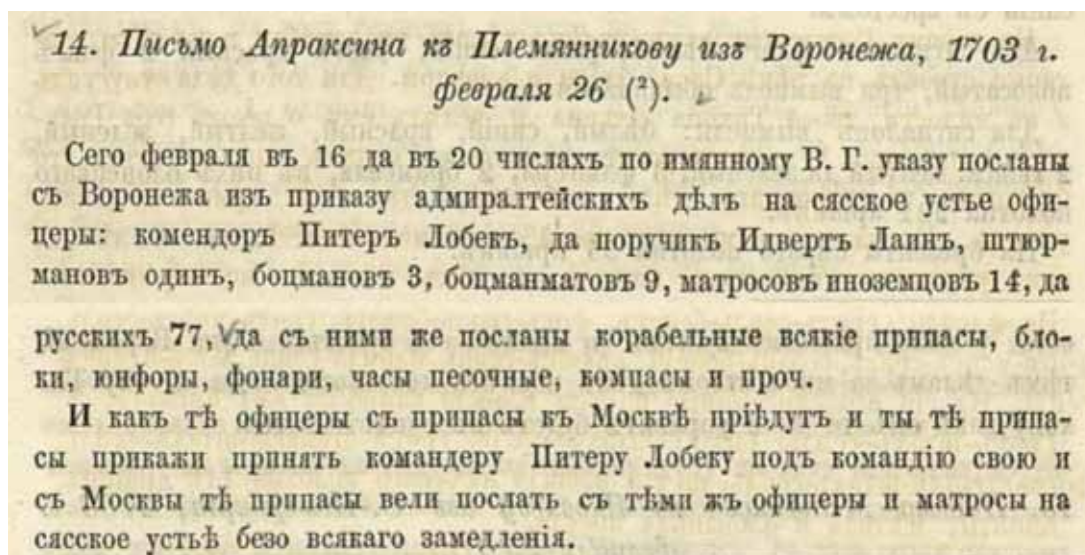 14. Письмо Апраксина къ Племянникову изъ Воронежа, 1703 г.
февраля 26 (²).
Сего февраля въ 16 да въ 20 числахъ по имянному В. Г. указу посланы
съ Воронежа изъ приказу адмиралтейскихъ дѣлъ на сясское устье офи-
церы: комендоръ Питеръ Лобекъ, да поручикъ Идвертъ Лаинъ, штюр-
мановъ одинъ, боцмановъ 3, боцманматовъ 9, матросовъ иноземцовъ 14, да
русскихъ 77, да съ ними же посланы корабельные всякіе припасы, бло-
ки, юнфоры, фонари, часы песочные, компасы и проч.
И какъ тѣ офицеры съ припасы къ Москвѣ пріѣдутъ и ты тѣ припа-
сы прикажи принять командеру Питеру Лобеку подъ командію свою и
съ Москвы тѣ припасы вели послать съ тѣми жъ офицеры и матросы на
сясское устьѣ безо всякаго замедленія.